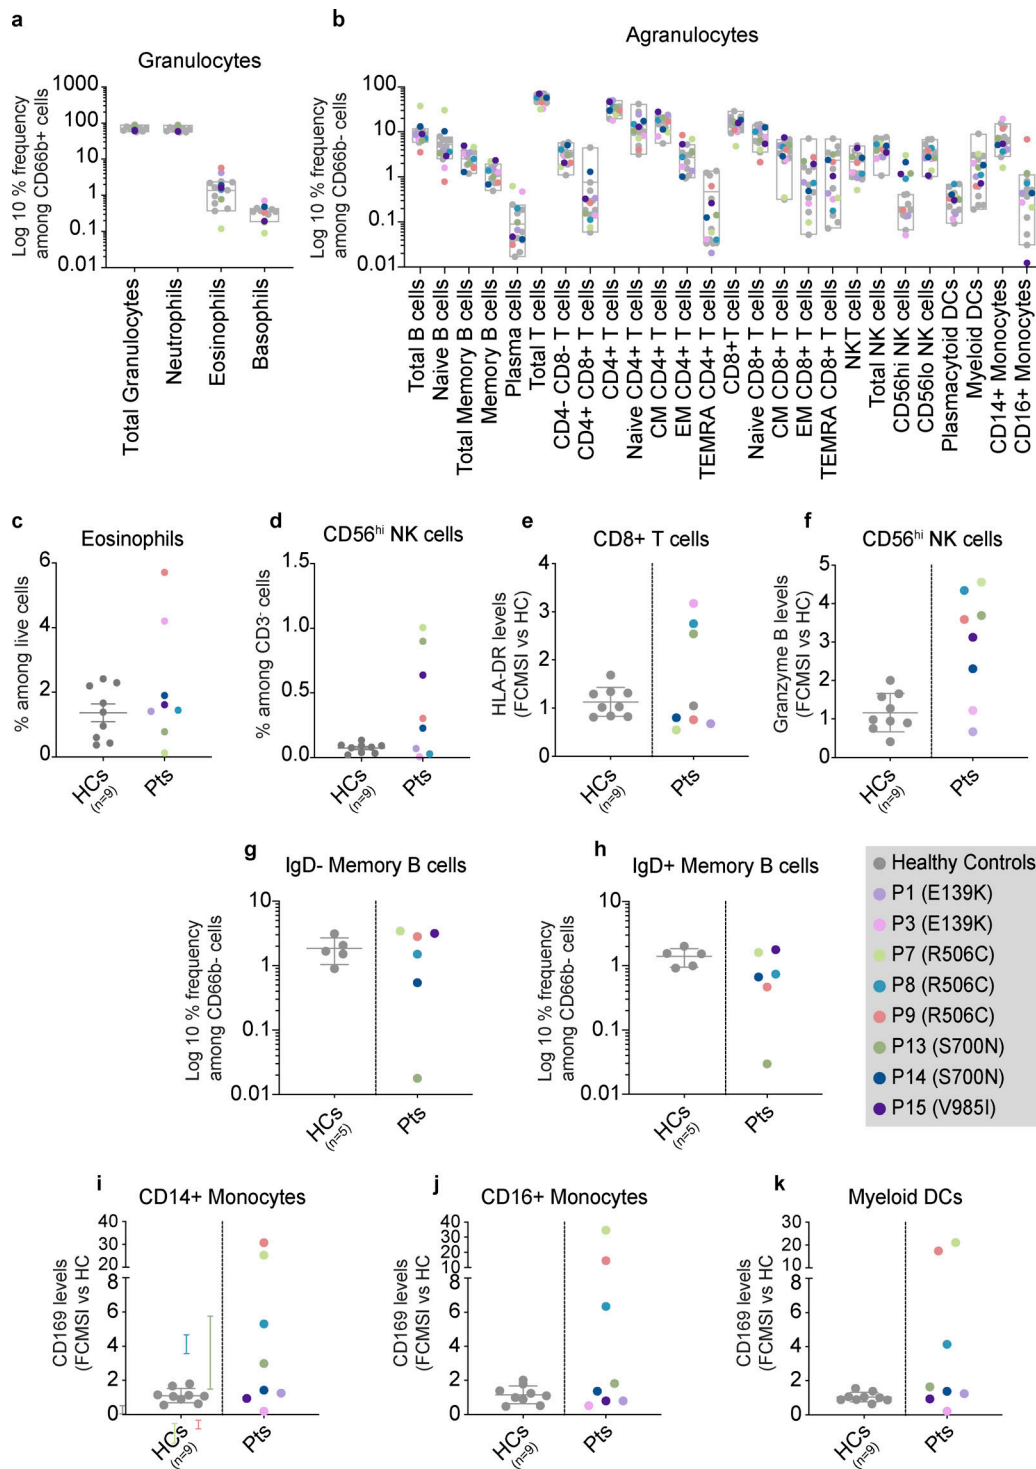 a
Granulocytes
Log 10 % frequency
among CD66b+ cells
1000
100
10
1
0.1
0.01
Total Granulocytes
Neutrophils
Eosinophils
Basophils
b
Agranulocytes
Log 10 % frequency
among CD66b- cells
100
10
1
0.1
0.01
Total B cells
Naive B cells
Total Memory B cells
Memory B cells
Plasma cells
Total T cells
CD4- CD8- T cells
CD4+ CD8+ T cells
CD4+ T cells
Naive CD4+ T cells
CM CD4+ T cells
EM CD4+ T cells
TEMRA CD4+ T cells
CD8+T cells
Naive CD8+ T cells
CM CD8+ T cells
EM CD8+ T cells
TEMRA CD8+ T cells
NKT cells
Total NK cells
CD56hi NK cells
CD56lo NK cells
Plasmacytoid DCs
Myeloid DCs
CD14+ Monocytes
CD16+ Monocytes
c
Eosinophils
% among live cells
6
4
2
0
HCs
(n=9)
Pts
d
CD56hi NK cells
% among CD3- cells
1.5
1.0
0.5
0.0
HCs
(n=9)
Pts
e
CD8+ T cells
HLA-DR levels
(FCMSI vs HC)
4
3
2
1
0
HCs
(n=9)
Pts
f
CD56hi NK cells
Granzyme B levels
(FCMSI vs HC)
5
4
3
2
1
0
HCs
(n=9)
Pts
g
IgD- Memory B cells
Log 10 % frequency
among CD66b- cells
10
1
0.1
0.01
HCs
(n=5)
Pts
h
IgD+ Memory B cells
Log 10 % frequency
among CD66b- cells
10
1
0.1
0.01
HCs
(n=5)
Pts
Healthy Controls
P1 (E139K)
P3 (E139K)
P7 (R506C)
P8 (R506C)
P9 (R506C)
P13 (S700N)
P14 (S700N)
P15 (V985I)
i
CD14+ Monocytes
CD169 levels
(FCMSI vs HC
40
30
20
10
8
6
4
2
0
HCs
(n=9)
Pts
j
CD16+ Monocytes
CD169 levels
(FCMSI vs HC
40
30
20
10
8
6
4
2
0
HCs
(n=9)
Pts
k
Myeloid DCs
CD169 levels
(FCMSI vs HC
30
20
10
8
6
4
2
0
HCs
(n=9)
Pts